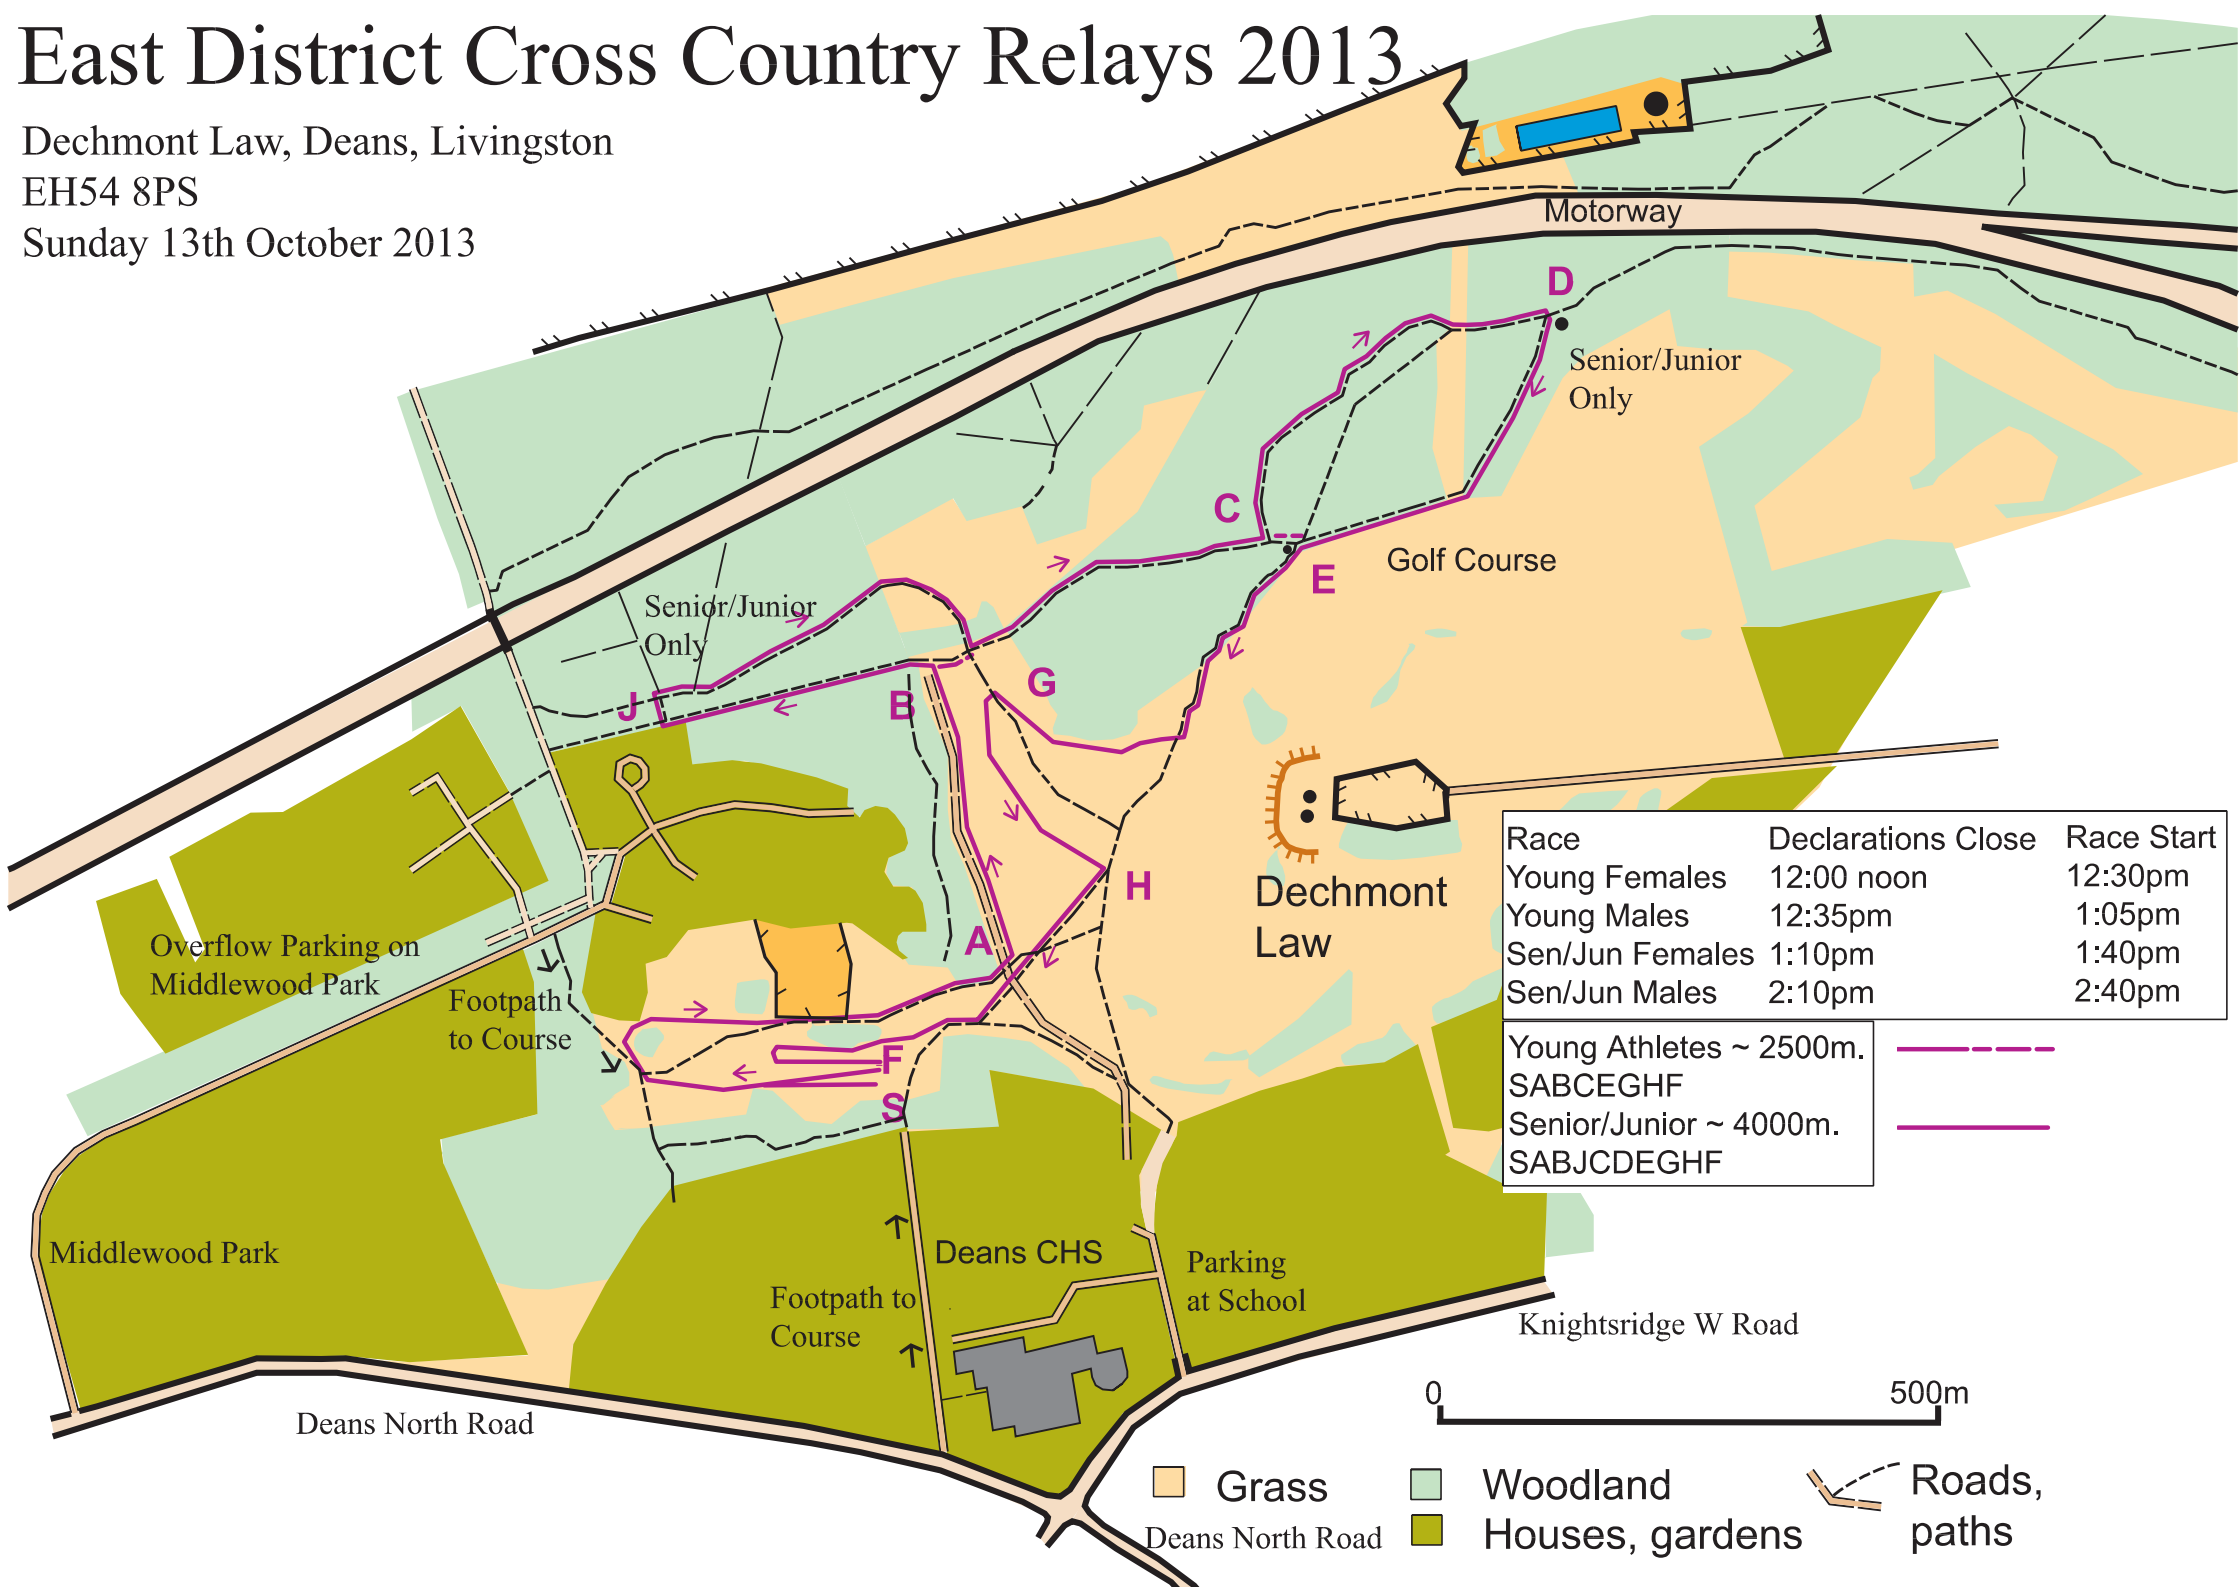 East District Cross Country Relays 2013
Dechmont Law, Deans, Livingston
EH54 8PS
Sunday 13th October 2013
Motorway
D
Senior/Junior
Only
C
E
Golf Course
Senior/Junior
Only
J
B
G
H
A
Dechmont
Law
Overflow Parking on
Middlewood Park
Footpath
to Course
F
S
Race Declarations Close Race Start
Young Females 12:00 noon 12:30pm
Young Males 12:35pm 1:05pm
Sen/Jun Females 1:10pm 1:40pm
Sen/Jun Males 2:10pm 2:40pm
Young Athletes ~ 2500m.
SABCEGHF
Senior/Junior ~ 4000m.
SABJCDEGHF
Middlewood Park
Deans CHS
Parking
at School
Footpath to
Course
Knightsridge W Road
Deans North Road
0 500m
Grass
Woodland
Roads,
paths
Deans North Road
Houses, gardens